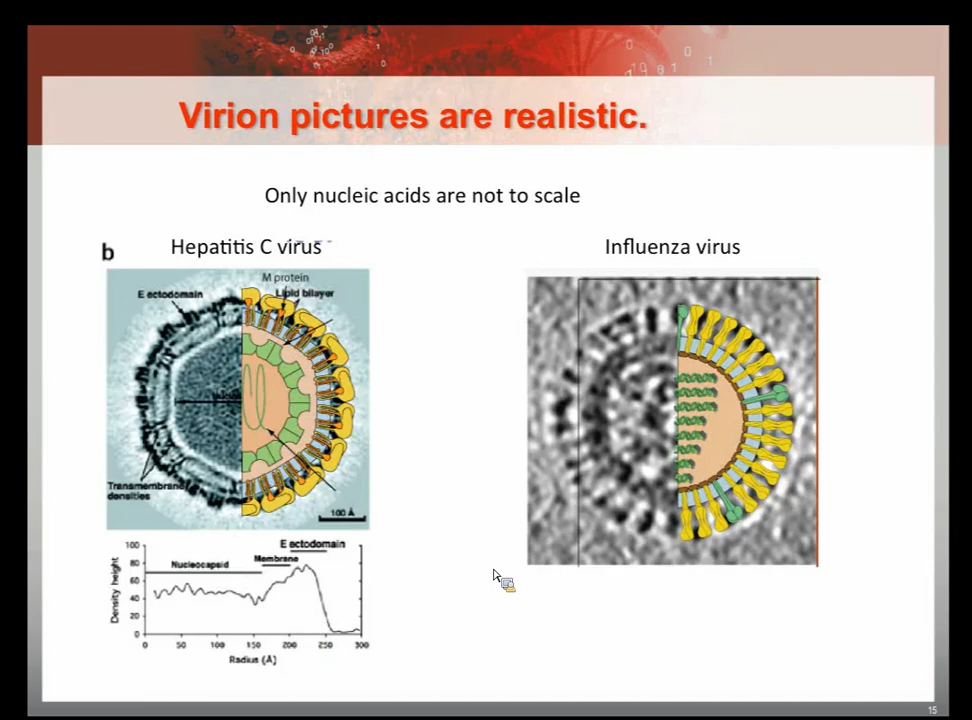 Virion pictures are realistic.
Only nucleic acids are not to scale
Hepatitis C virus
Influenza virus
b
M protein
E ectodomain
Lipid bilayer
Transmembrane
densities
100 Å
E ectodomain
Membrane
Nucleocapsid
Density height
100
80
60
40
20
0
0 50 100 150 200 250 300
Radius (Å)
15